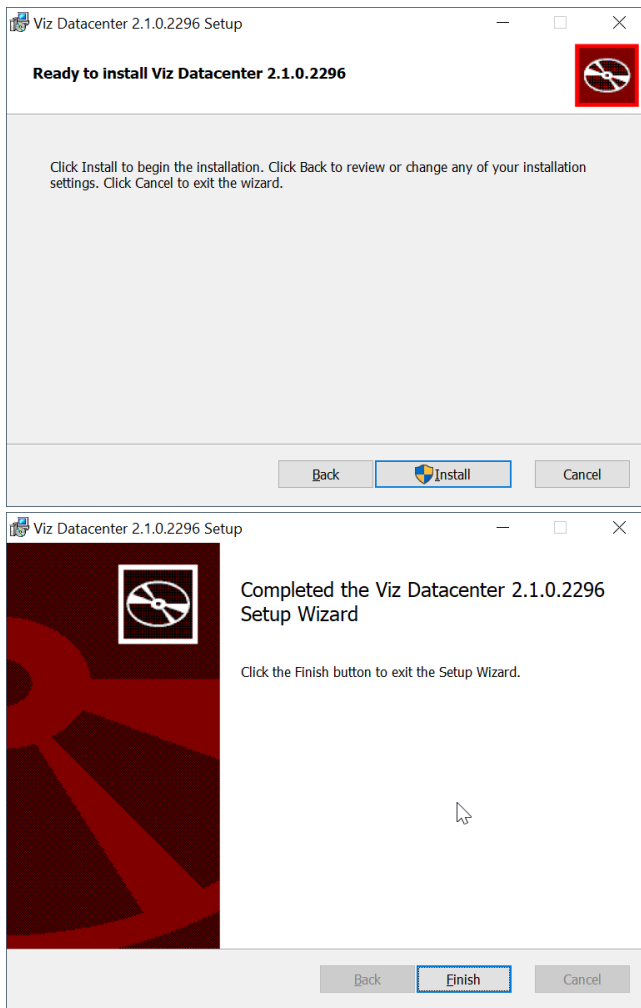 Viz Datacenter 2.1.0.2296 Setup
Ready to install Viz Datacenter 2.1.0.2296
Click Install to begin the installation. Click Back to review or change any of your installation
settings. Click Cancel to exit the wizard.
Back
Install
Cancel
Viz Datacenter 2.1.0.2296 Setup
Completed the Viz Datacenter 2.1.0.2296
Setup Wizard
Click the Finish button to exit the Setup Wizard.
Back
Finish
Cancel